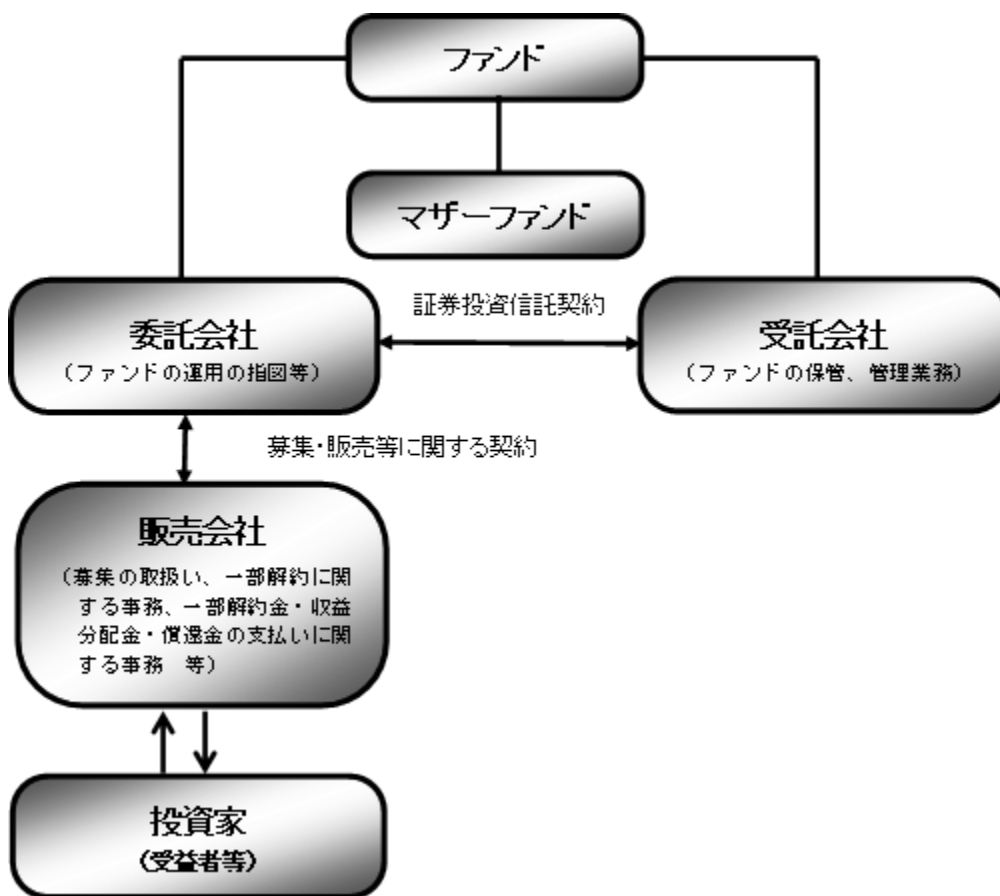 ファンド
マザーファンド
委託会社
（ファンドの運用の指図等）
証券投資信託契約
受託会社
（ファンドの保管、管理業務）
募集・販売等に関する契約
販売会社
（募集の取扱い、一部解約に関
する事務、一部解約金・収益
分配金・償還金の支払いに関
する事務　等）
投資家
（受益者等）